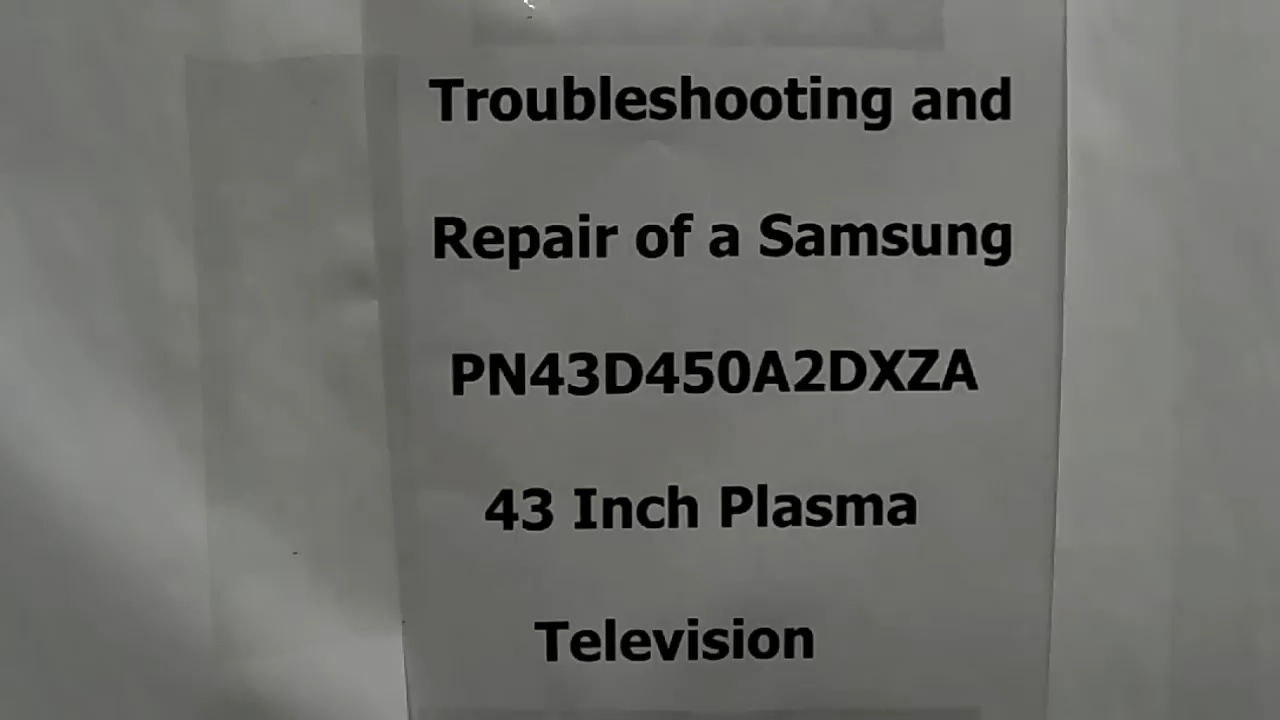 Troubleshooting and
Repair of a Samsung
PN43D450A2DXZA
43 Inch Plasma
Television